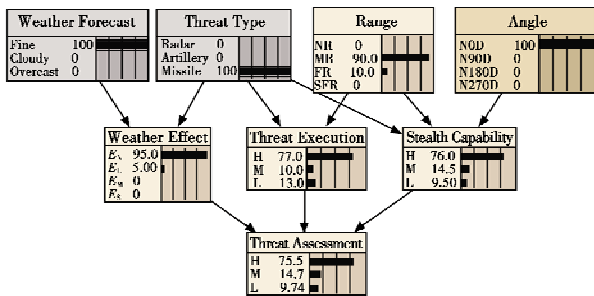 Weather Forecast
Fine 100
Cloudy 0
Overcast 0
Threat Type
Radar 0
Artillery 0
Missile 100
Range
NR 0
MR 90.0
FR 10.0
SFR 0
Angle
N0D 100
N90D 0
N180D 0
N270D 0
Weather Effect
95.0
5.00
0
0
Threat Execution
H 77.0
M 10.0
L 13.0
Stealth Capability
H 76.0
M 14.5
L 9.50
Threat Assessment
H 75.5
M 14.7
L 9.74